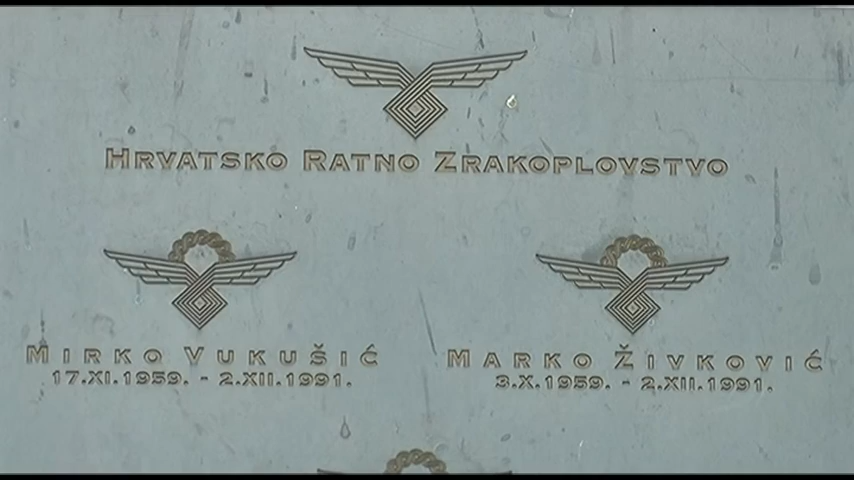 HRVATSKO RATNO ZRAKOPLOVSTVO
MIRKO VUKUŠIĆ
17.XI.1959. - 2.XII.1991.
MARKO ŽIVKOVIĆ
3.X.1959. - 2.XII.1991.